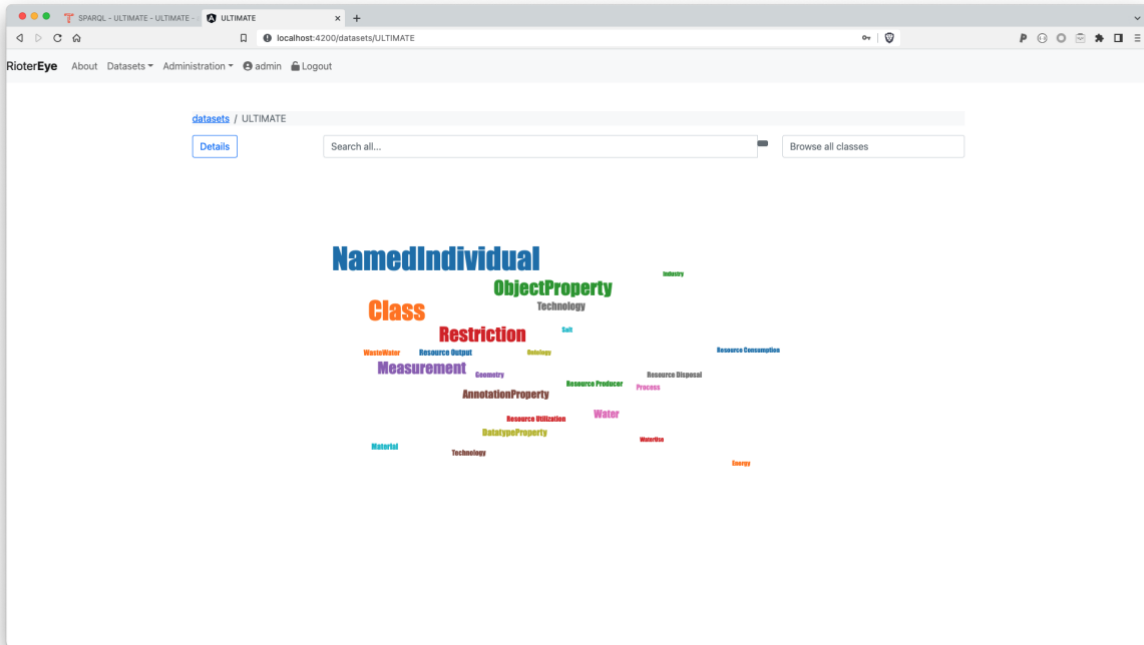 SPARQL - ULTIMATE - ULTIMATE -
ULTIMATE
localhost:4200/datasets/ULTIMATE
RioterEye About Datasets Administration admin Logout
datasets / ULTIMATE
Details Search all... Browse all classes
NamedIndividual
Industry
ObjectProperty
Technology
Class
Salt
Restriction
WasteWater Resource Output Ontology Resource Consumption
Measurement
Geometry Resource Disposal
Resource Producer Process
AnnotationProperty
Water
Resource Utilization
DatatypeProperty
WaterUse
Material
Technology
Energy